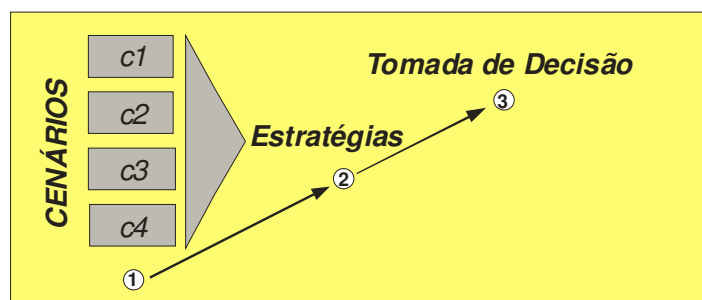 CENÁRIOS
c1
c2
c3
c4
Estratégias
Tomada de Decisão
1
2
3